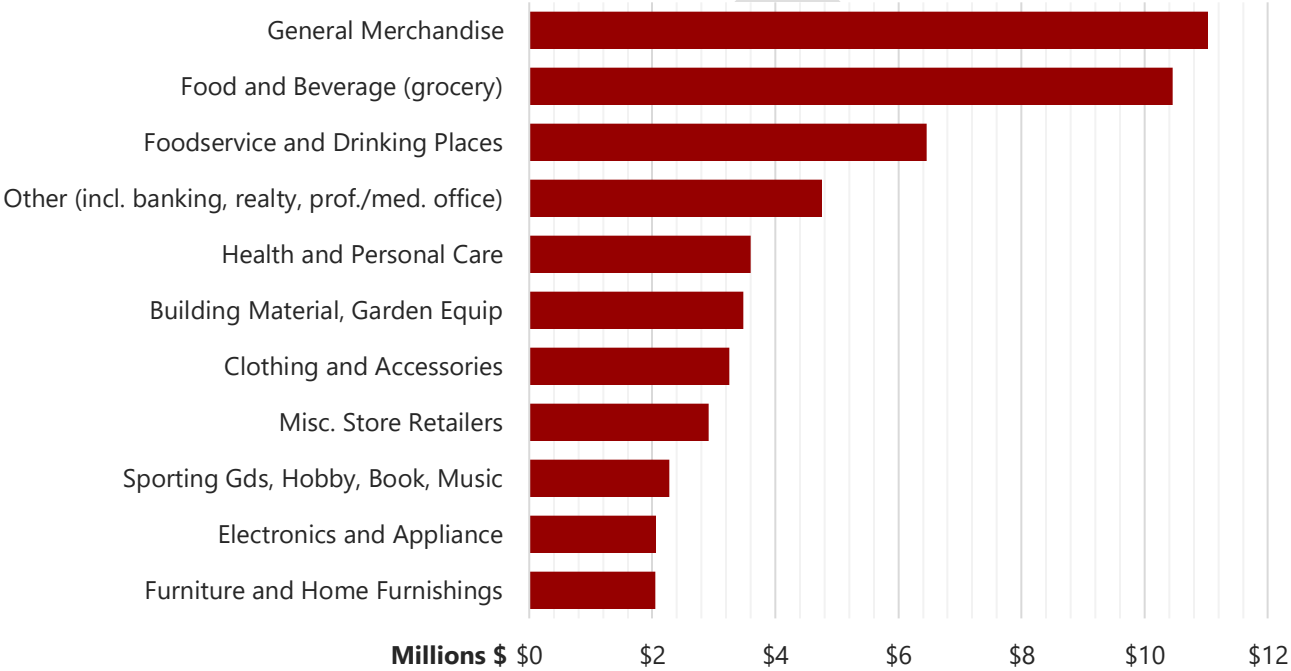 General Merchandise
Food and Beverage (grocery)
Foodservice and Drinking Places
Other (incl. banking, realty, prof./med. office)
Health and Personal Care
Building Material, Garden Equip
Clothing and Accessories
Misc. Store Retailers
Sporting Gds, Hobby, Book, Music
Electronics and Appliance
Furniture and Home Furnishings
Millions $ $0 $2 $4 $6 $8 $10 $12